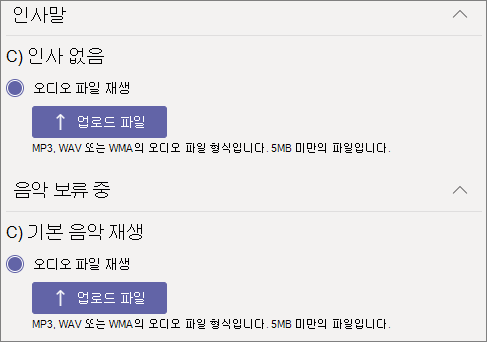 인사말
C) 인사 없음
오디오 파일 재생
업로드 파일
MP3, WAV 또는 WMA의 오디오 파일 형식입니다. 5MB 미만의 파일입니다.
음악 보류 중
C) 기본 음악 재생
오디오 파일 재생
업로드 파일
MP3, WAV 또는 WMA의 오디오 파일 형식입니다. 5MB 미만의 파일입니다.